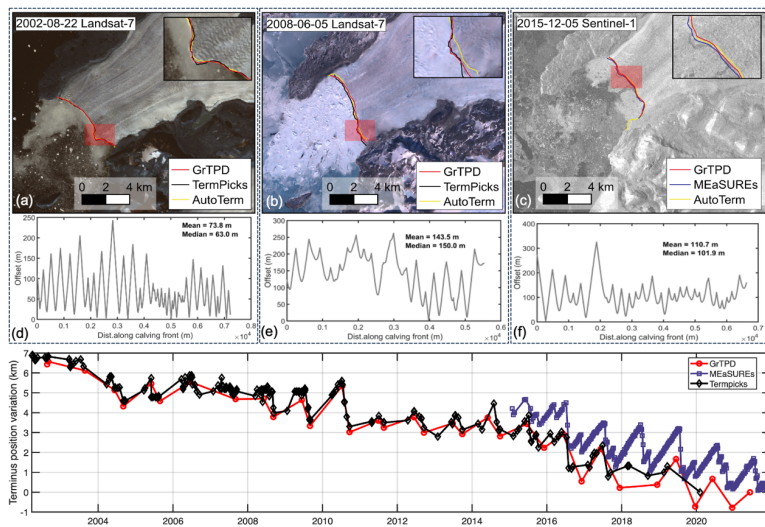 2002-08-22 Landsat-7
GrTPD
TermPicks
AutoTerm
0 2 4 km
(a)
2008-06-05 Landsat-7
GrTPD
TermPicks
AutoTerm
0 2 4 km
(b)
2015-12-05 Sentinel-1
GrTPD
MEaSUREs
AutoTerm
0 2 4 km
(c)
250
200
150
100
50
0
Offset (m)
Mean = 73.8 m
Median = 63.0 m
0 0.1 0.2 0.3 0.4 0.5 0.6 0.7 0.8
×10⁴
Dist.along calving front (m)
(d)
300
200
100
0
Offset (m)
Mean = 143.5 m
Median = 150.0 m
0 0.1 0.2 0.3 0.4 0.5 0.6
×10⁴
Dist.along calving front (m)
(e)
400
300
200
100
0
Offset (m)
Mean = 110.7 m
Median = 101.9 m
0 0.1 0.2 0.3 0.4 0.5 0.6 0.7
×10⁴
Dist.along calving front (m)
(f)
7
6
5
4
3
2
1
0
-1
Terminus position variation (km)
GrTPD
MEaSUREs
Termpicks
2004 2006 2008 2010 2012 2014 2016 2018 2020